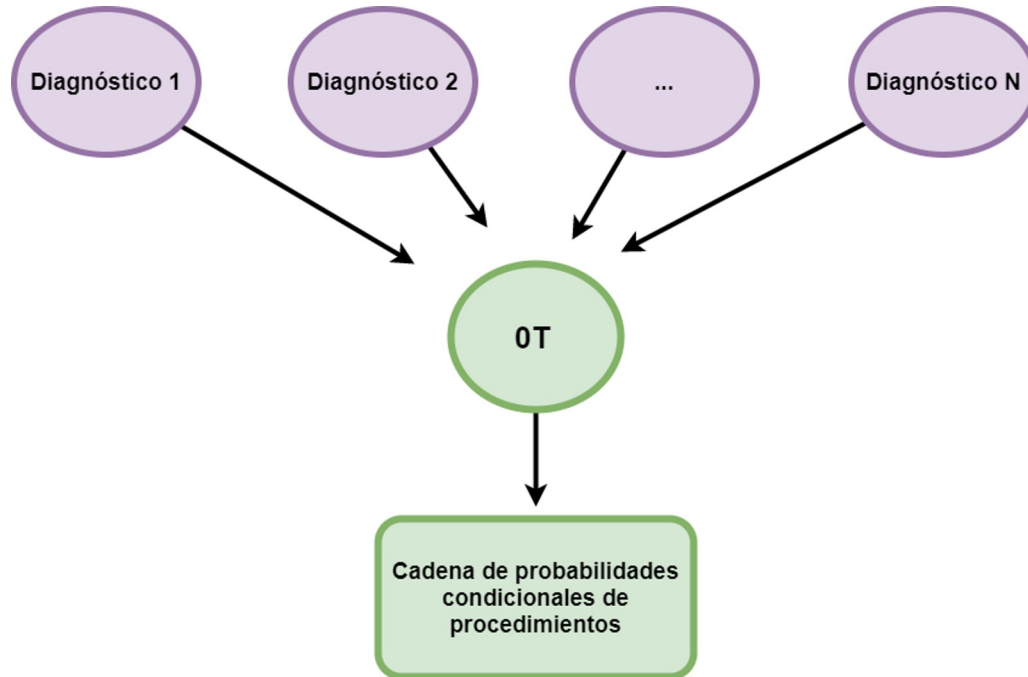 Diagnóstico 1
Diagnóstico 2
...
Diagnóstico N
0T
Cadena de probabilidades
condicionales de
procedimientos